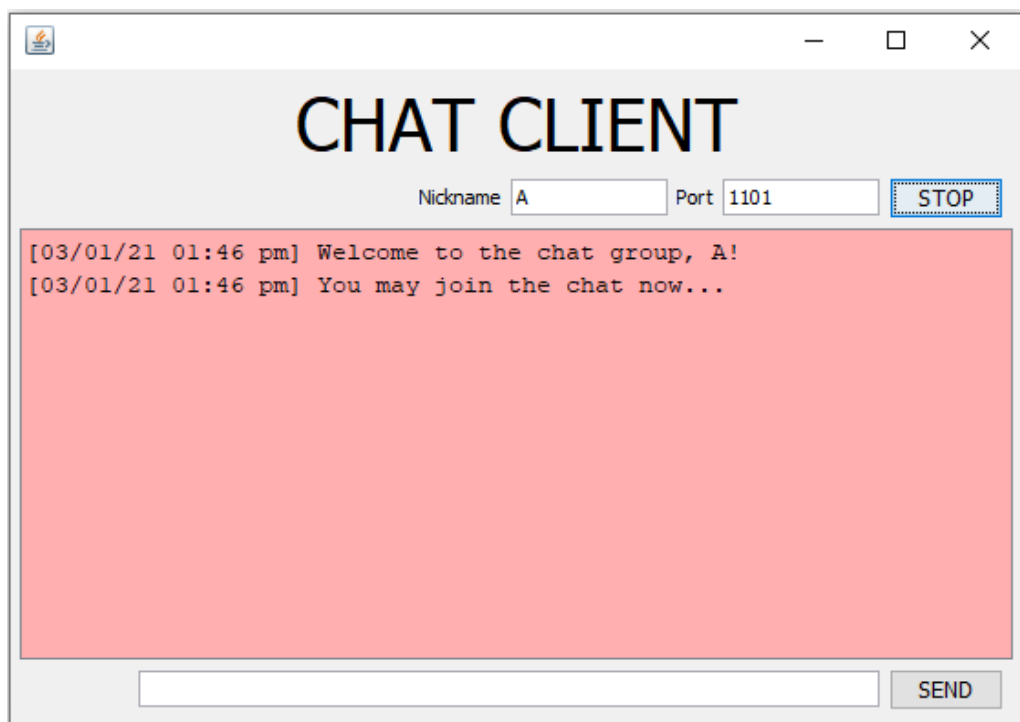 CHAT CLIENT
Nickname A Port 1101 STOP
[03/01/21 01:46 pm] Welcome to the chat group, A!
[03/01/21 01:46 pm] You may join the chat now...
SEND